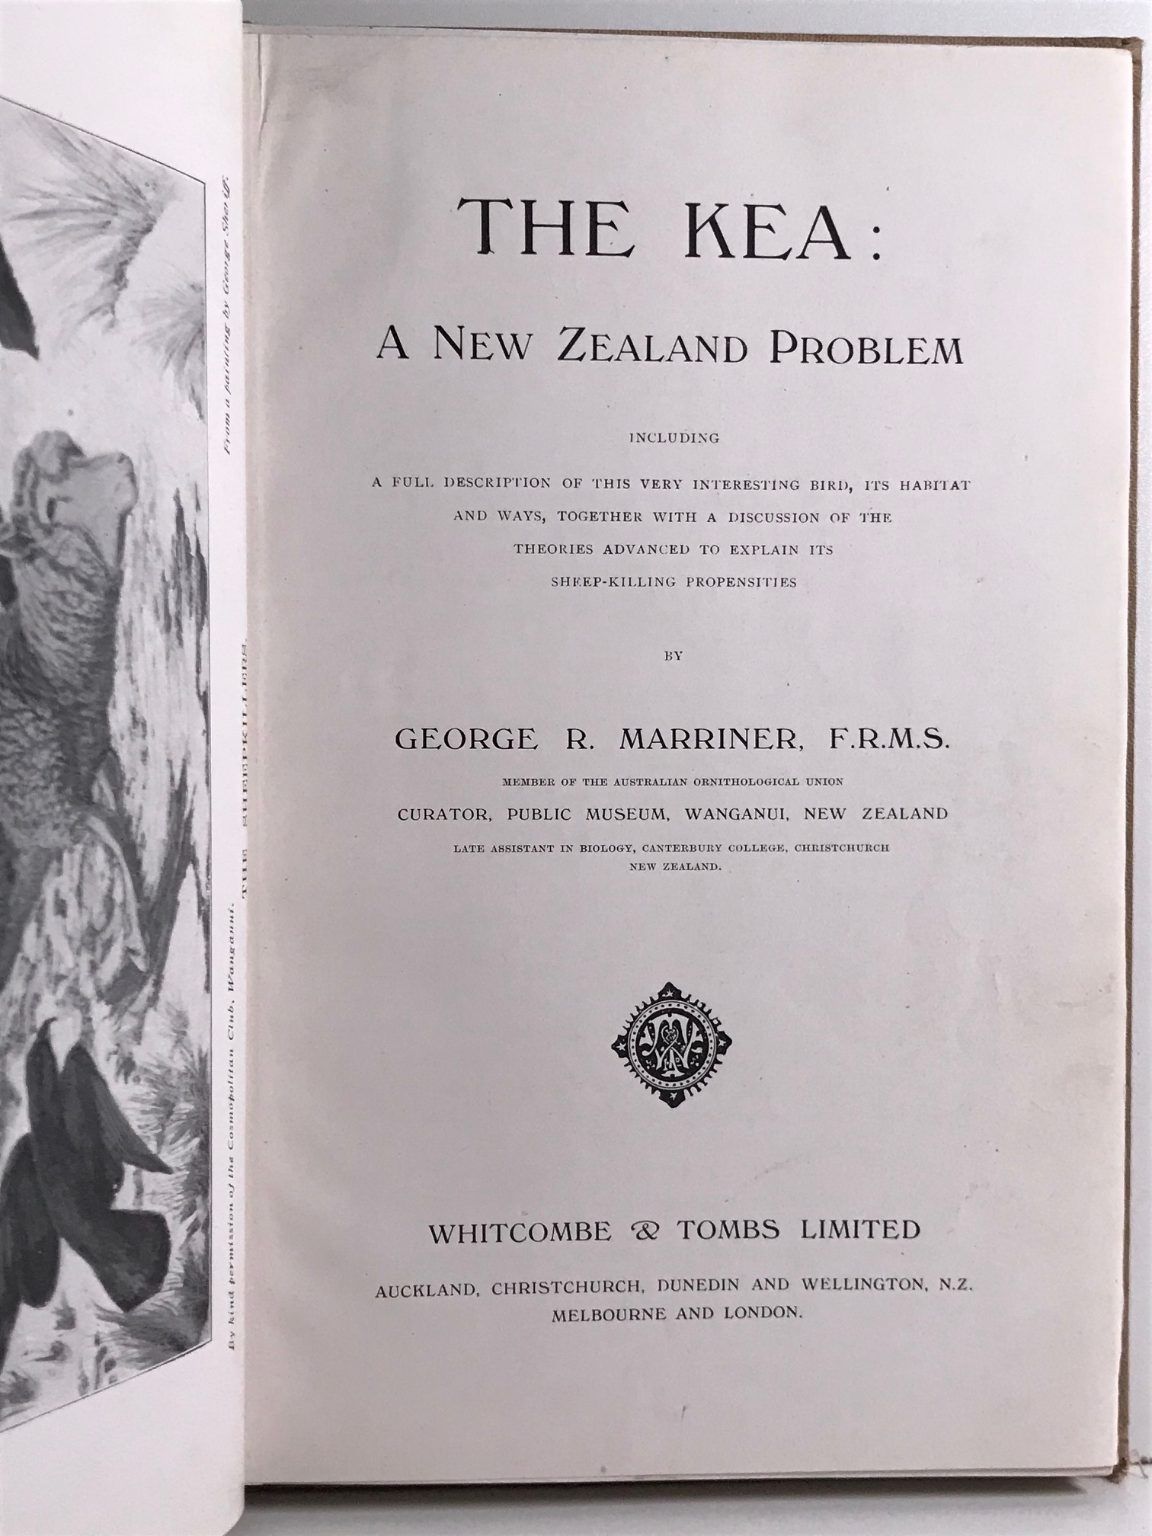 From a painting by George Sheriff.
THE SHEEPKILLERS.
By kind permission of the Cosmopolitan Club, Wanganui.
THE KEA:
A NEW ZEALAND PROBLEM
INCLUDING
A FULL DESCRIPTION OF THIS VERY INTERESTING BIRD, ITS HABITAT
AND WAYS, TOGETHER WITH A DISCUSSION OF THE
THEORIES ADVANCED TO EXPLAIN ITS
SHEEP-KILLING PROPENSITIES
BY
GEORGE R. MARRINER, F.R.M.S.
MEMBER OF THE AUSTRALIAN ORNITHOLOGICAL UNION
CURATOR, PUBLIC MUSEUM, WANGANUI, NEW ZEALAND
LATE ASSISTANT IN BIOLOGY, CANTERBURY COLLEGE, CHRISTCHURCH
NEW ZEALAND.
WHITCOMBE & TOMBS LIMITED
AUCKLAND, CHRISTCHURCH, DUNEDIN AND WELLINGTON, N.Z.
MELBOURNE AND LONDON.